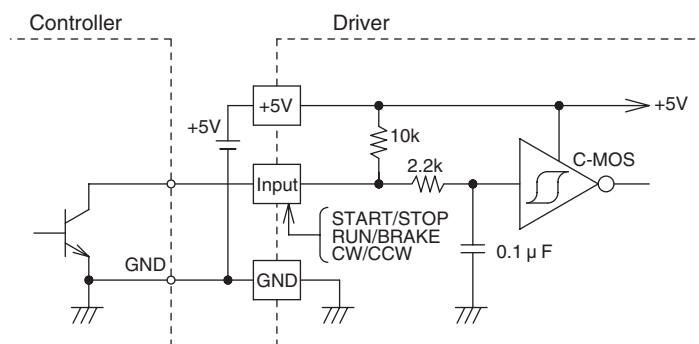 Controller
Driver
+5V
+5V
+5V
10k
2.2k
C-MOS
Input
START/STOP
RUN/BRAKE
CW/CCW
0.1 μ F
GND
GND